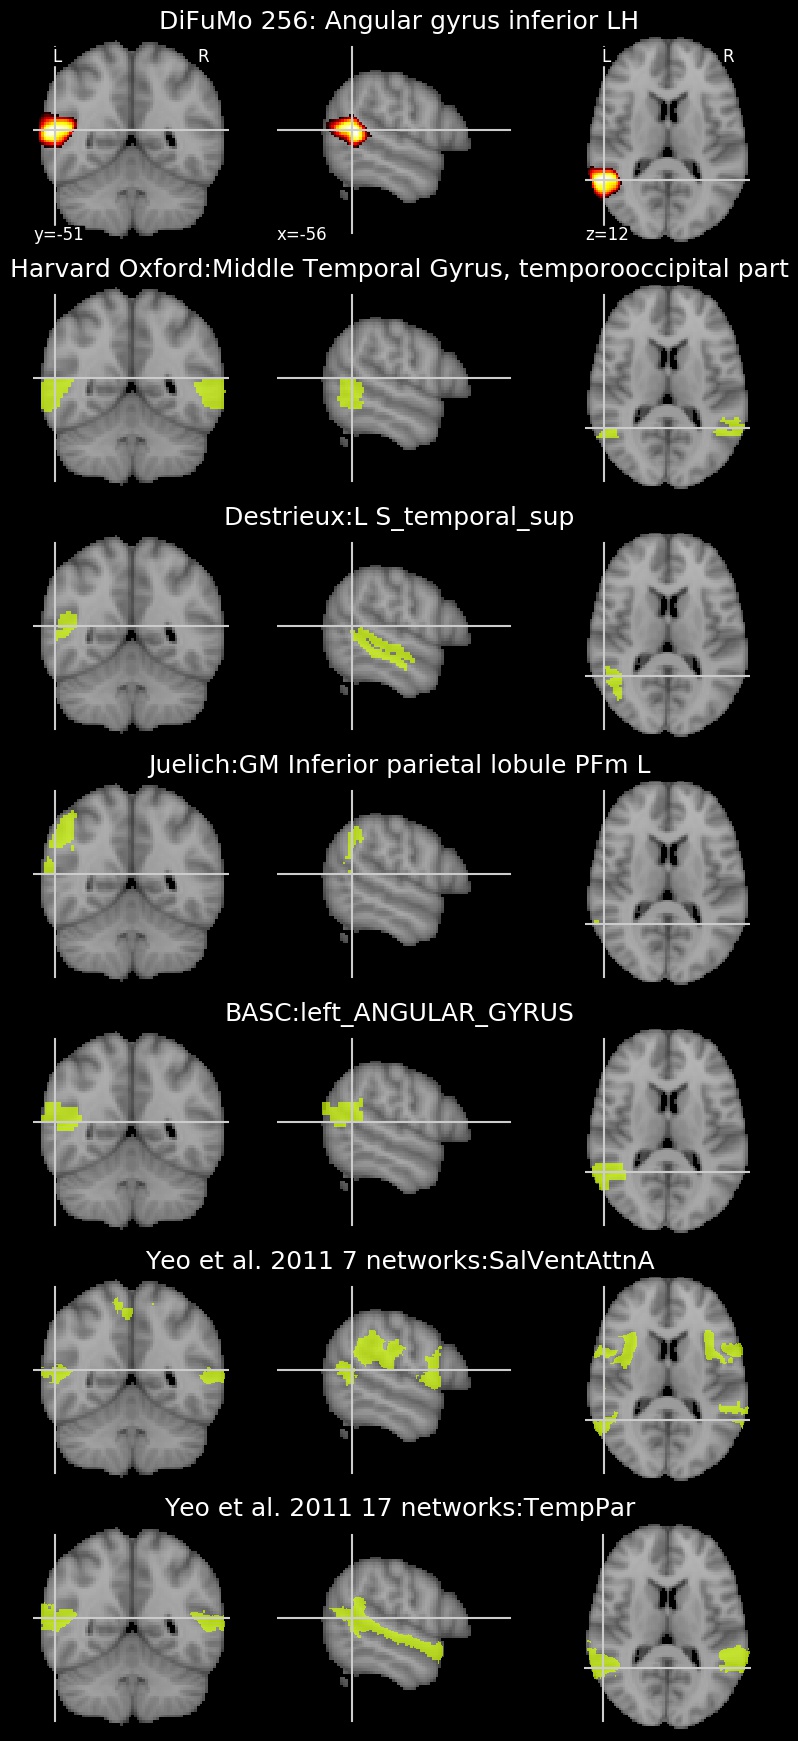 DiFuMo 256: Angular gyrus inferior LH
L R L R
y=-51 x=-56 z=12
Harvard Oxford:Middle Temporal Gyrus, temporooccipital part
Destrieux:L S_temporal_sup
Juelich:GM Inferior parietal lobule PFm L
BASC:left_ANGULAR_GYRUS
Yeo et al. 2011 7 networks:SalVentAttnA
Yeo et al. 2011 17 networks:TempPar